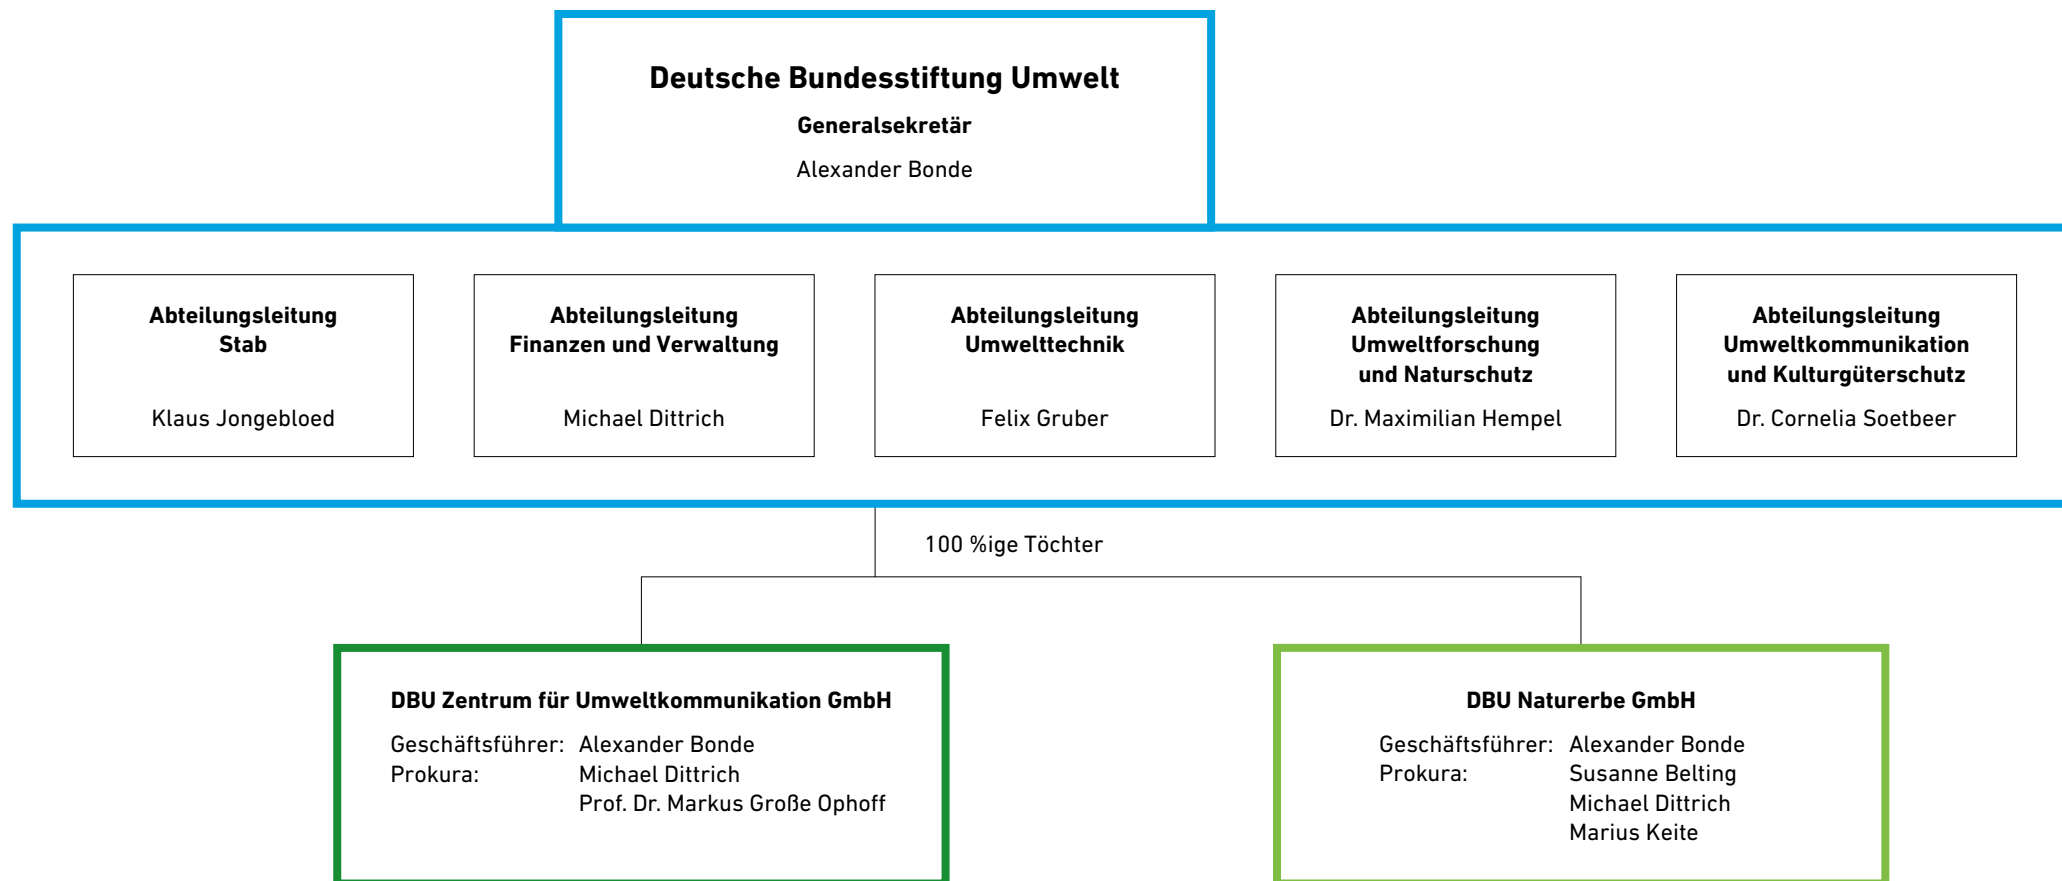 Deutsche Bundesstiftung Umwelt
Generalsekretär
Alexander Bonde
Abteilungsleitung
Stab
Klaus Jongebloed
Abteilungsleitung
Finanzen und Verwaltung
Michael Dittrich
Abteilungsleitung
Umwelttechnik
Felix Gruber
Abteilungsleitung
Umweltforschung
und Naturschutz
Dr. Maximilian Hempel
Abteilungsleitung
Umweltkommunikation
und Kulturgüterschutz
Dr. Cornelia Soetbeer
100 %ige Töchter
DBU Zentrum für Umweltkommunikation GmbH
Geschäftsführer: Alexander Bonde
Prokura: Michael Dittrich
Prof. Dr. Markus Große Ophoff
DBU Naturerbe GmbH
Geschäftsführer: Alexander Bonde
Prokura: Susanne Belting
Michael Dittrich
Marius Keite